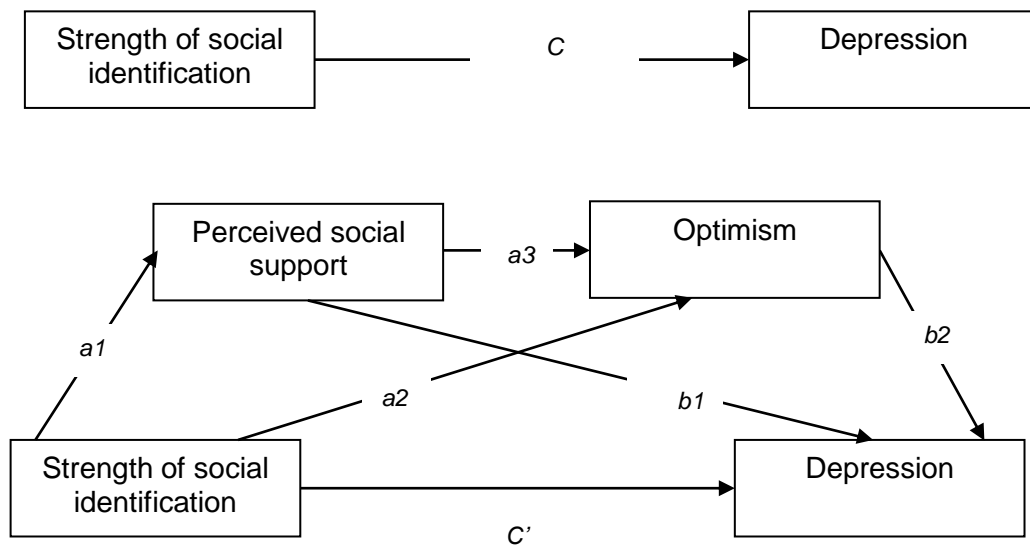 Strength of social
identification
C
Depression
Perceived social
support
a3
Optimism
a1
a2
b1
b2
Strength of social
identification
C’
Depression